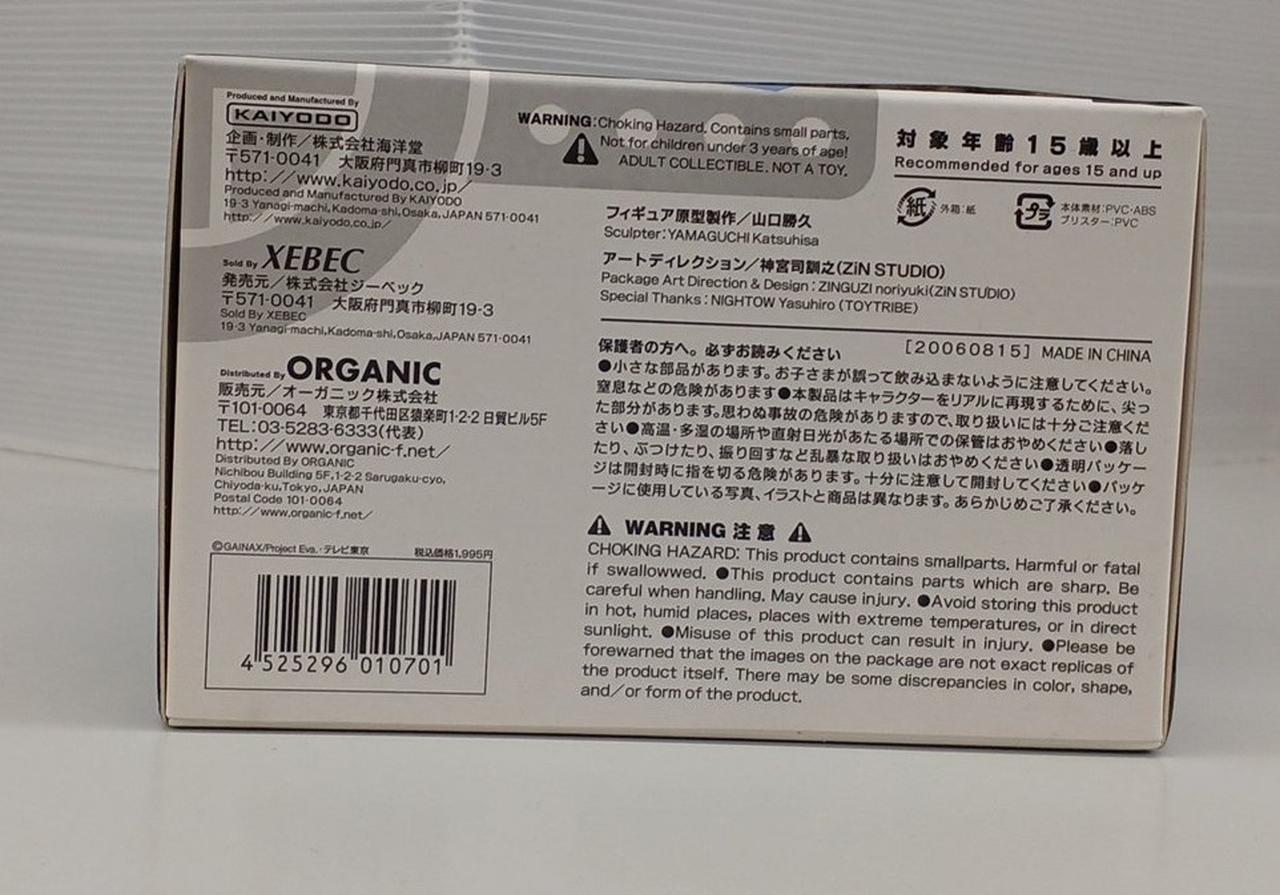 Produced and Manufactured By
KAIYODO
企画・制作／株式会社海洋堂
〒571-0041 大阪府門真市柳町19-3
http://www.kaiyodo.co.jp/
Produced and Manufactured By KAIYODO
19-3 Yanagi-machi,Kadoma-shi,Osaka,JAPAN 571-0041
http://www.kaiyodo.co.jp/
Sold By XEBEC
発売元／株式会社ジーベック
〒571-0041 大阪府門真市柳町19-3
Sold By XEBEC
19-3 Yanagi-machi,Kadoma-shi,Osaka,JAPAN 571-0041
Distributed By ORGANIC
販売元／オーガニック株式会社
〒101-0064 東京都千代田区猿楽町1-2-2 日貿ビル5F
TEL:03-5283-6333(代表)
http://www.organic-f.net/
Distributed By ORGANIC
Nichibou Building 5F,1-2-2 Sarugaku-cyo,
Chiyoda-ku,Tokyo,JAPAN
Postal Code 101-0064
http://www.organic-f.net/
©GAINAX/Project Eva.・テレビ東京 税込価格1,995円
4 525296 010701
WARNING:Choking Hazard. Contains small parts.
Not for children under 3 years of age!
ADULT COLLECTIBLE. NOT A TOY.
対象年齢15歳以上
Recommended for ages 15 and up
紙 外箱:紙
プラ 本体素材:PVC・ABS
ブリスター:PVC
フィギュア原型製作／山口勝久
Sculpter:YAMAGUCHI Katsuhisa
アートディレクション／神宮司訓之(ZiN STUDIO)
Package Art Direction & Design : ZINGUZI noriyuki(ZiN STUDIO)
Special Thanks : NIGHTOW Yasuhiro (TOYTRIBE)
[20060815] MADE IN CHINA
保護者の方へ。必ずお読みください
●小さな部品があります。お子さまが誤って飲み込まないように注意してください。
窒息などの危険があります●本製品はキャラクターをリアルに再現するために、尖っ
た部分があります。思わぬ事故の危険がありますので、取り扱いには十分ご注意くだ
さい●高温・多湿の場所や直射日光があたる場所での保管はおやめください●落し
たり、ぶつけたり、振り回すなど乱暴な取り扱いはおやめください●透明パッケー
ジは開封時に指を切る危険があります。十分に注意して開封してください●パッケ
ージに使用している写真、イラストと商品は異なります。あらかじめご了承ください。
WARNING 注意
CHOKING HAZARD: This product contains smallparts. Harmful or fatal
if swallowwed. ●This product contains parts which are sharp. Be
careful when handling. May cause injury. ●Avoid storing this product
in hot, humid places, places with extreme temperatures, or in direct
sunlight. ●Misuse of this product can result in injury. ●Please be
forewarned that the images on the package are not exact replicas of
the product itself. There may be some discrepancies in color, shape,
and/or form of the product.